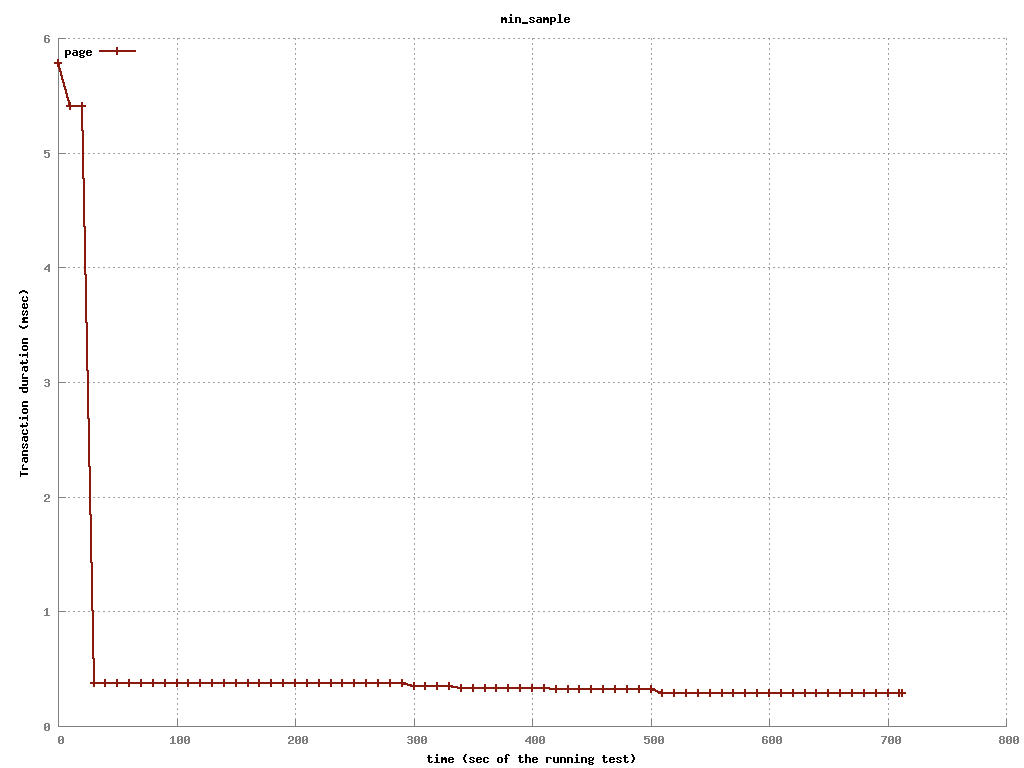 min_sample
page
6
5
4
3
2
1
0
Transaction duration (msec)
0 100 200 300 400 500 600 700 800
time (sec of the running test)